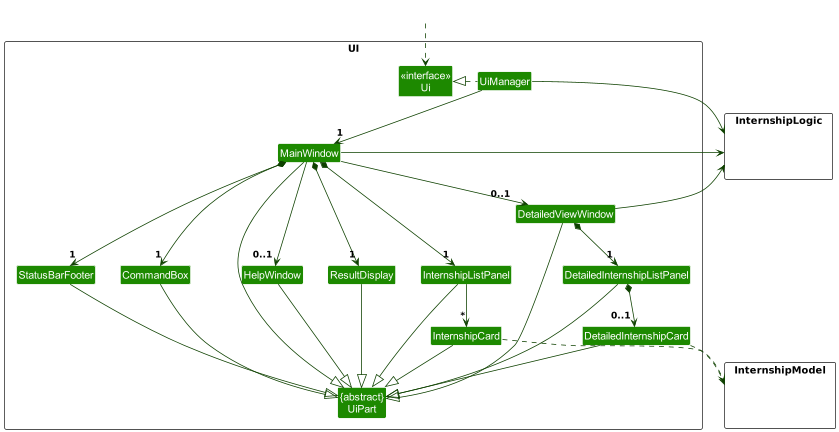 UI
«interface»
Ui
UiManager
InternshipLogic
1
MainWindow
0..1
DetailedViewWindow
1
1
0..1
1
1
1
StatusBarFooter
CommandBox
HelpWindow
ResultDisplay
InternshipListPanel
DetailedInternshipListPanel
*
0..1
InternshipCard
DetailedInternshipCard
InternshipModel
{abstract}
UiPart